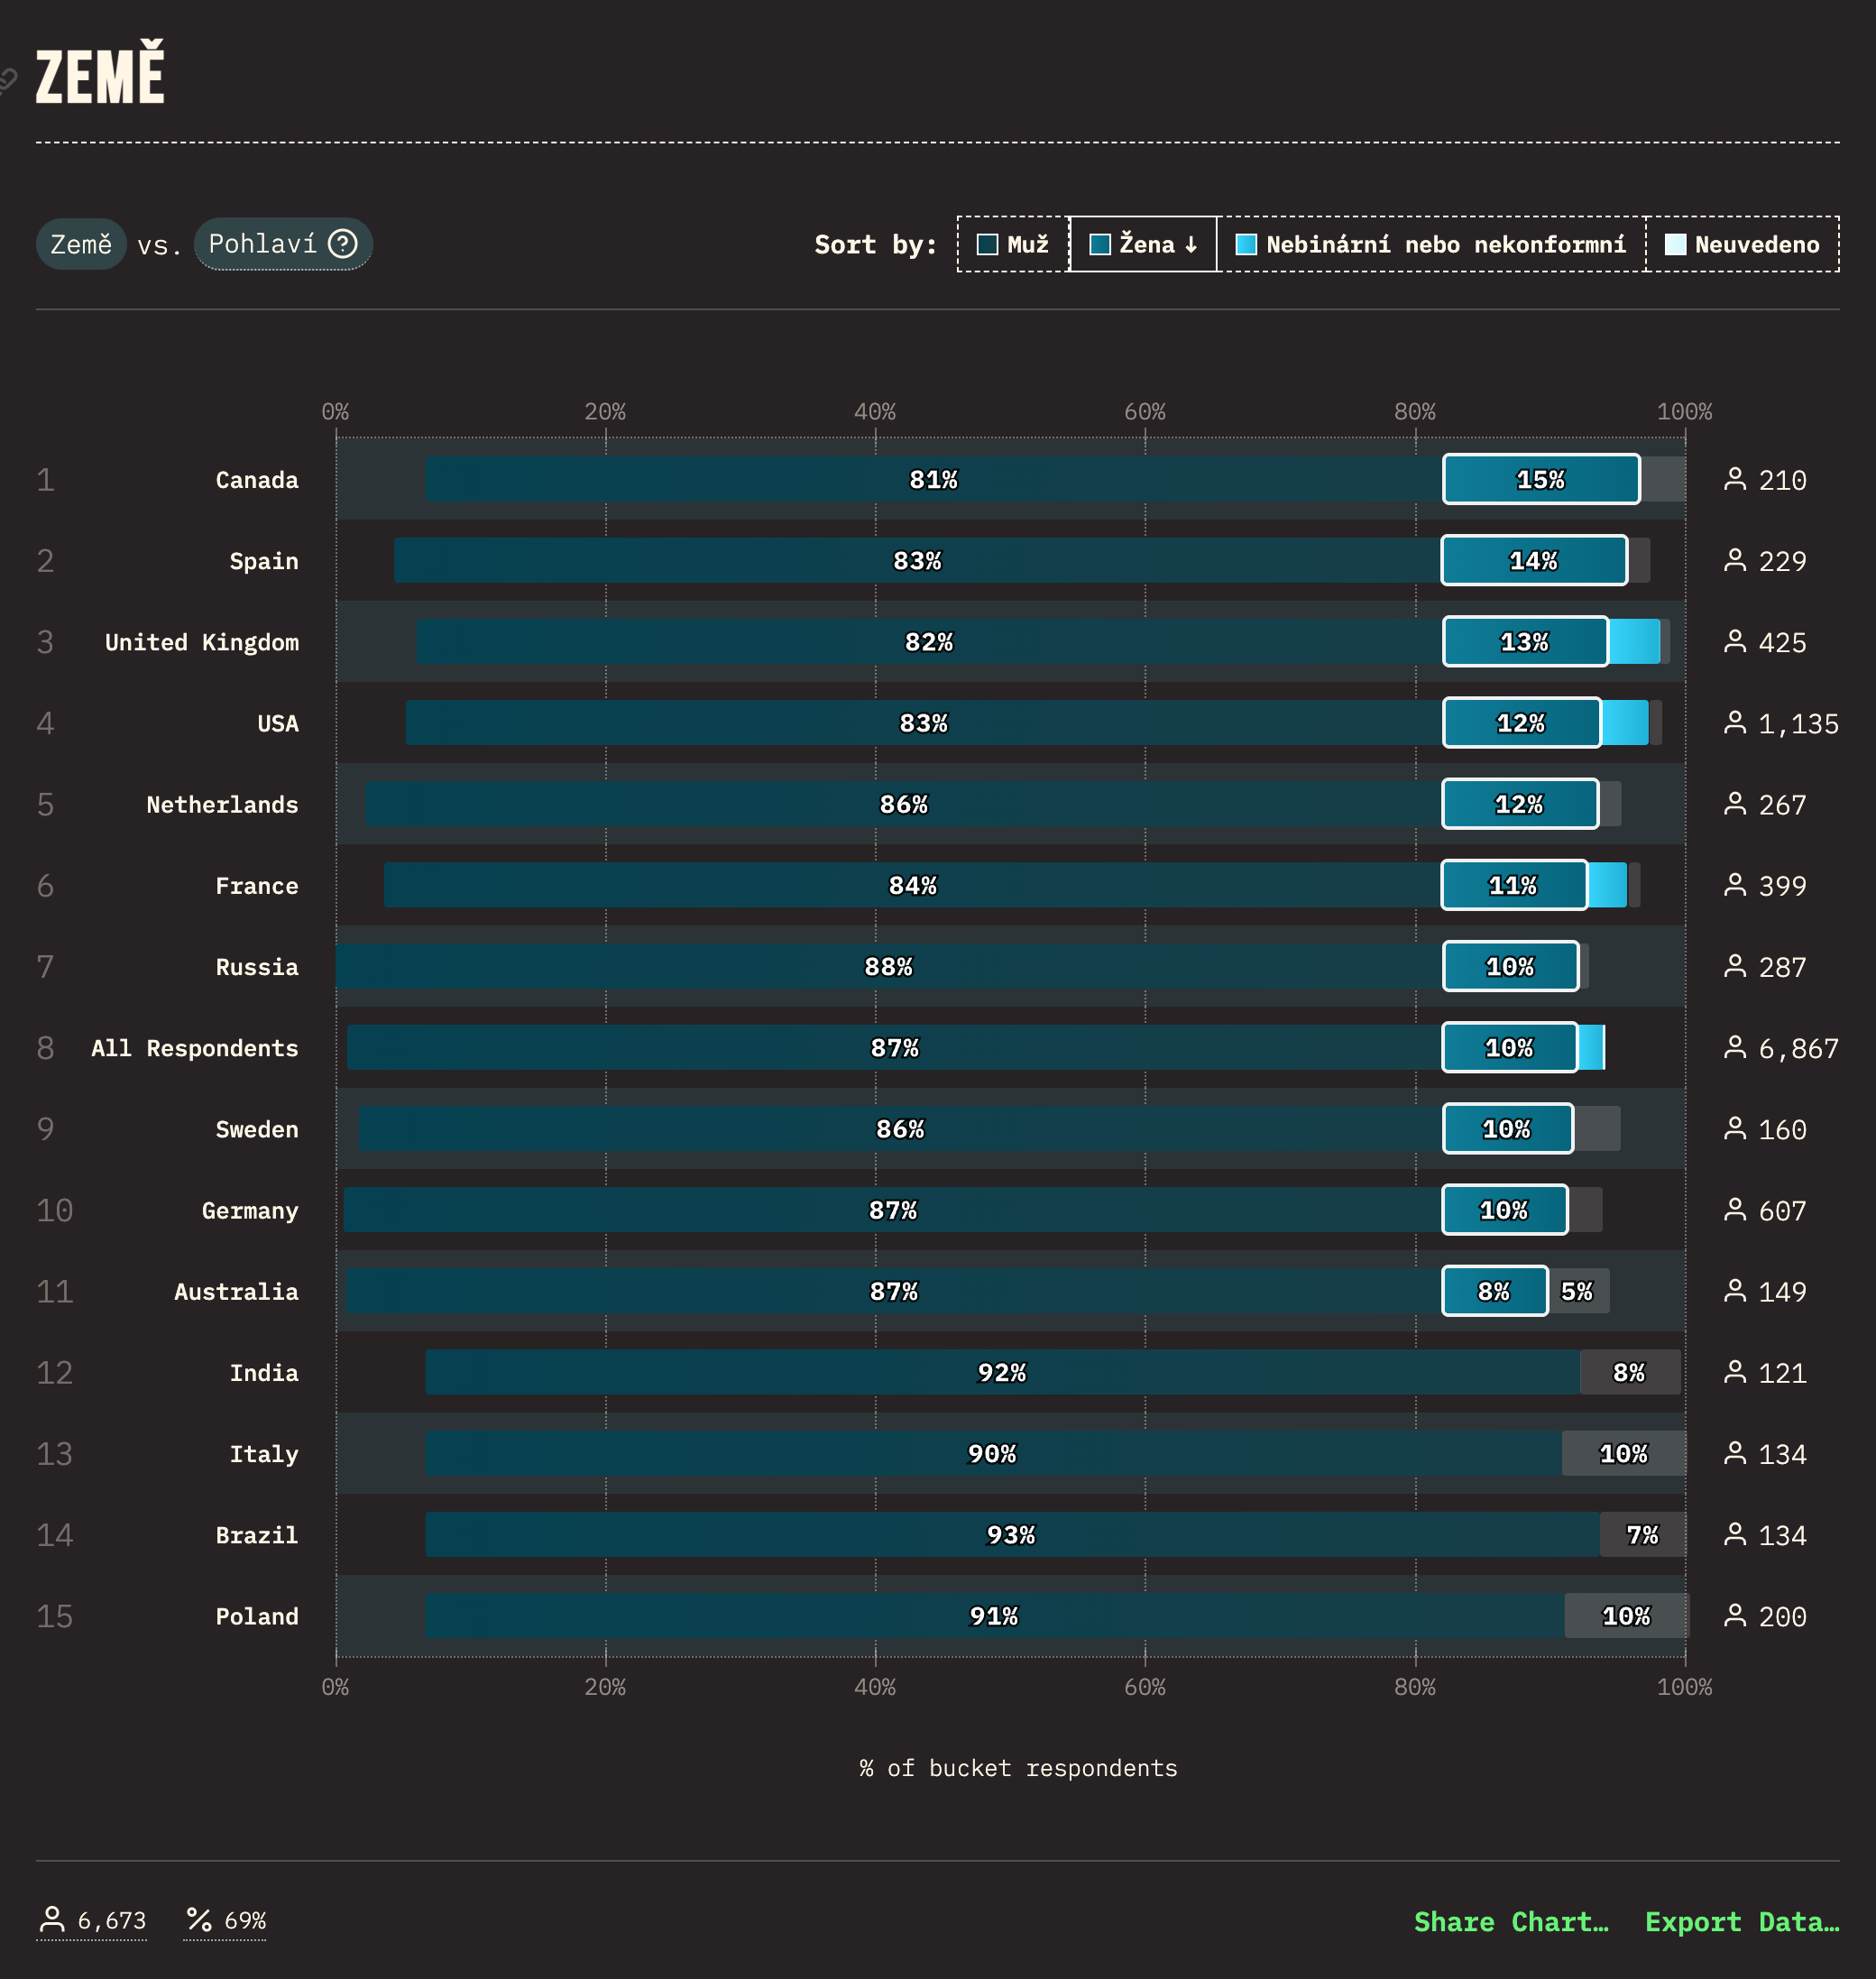 ZEMĚ
Země vs. Pohlaví ?
Sort by: Muž Žena ↓ Nebinární nebo nekonformní Neuvedeno
0% 20% 40% 60% 80% 100%
1 Canada 81% 15% 210
2 Spain 83% 14% 229
3 United Kingdom 82% 13% 425
4 USA 83% 12% 1,135
5 Netherlands 86% 12% 267
6 France 84% 11% 399
7 Russia 88% 10% 287
8 All Respondents 87% 10% 6,867
9 Sweden 86% 10% 160
10 Germany 87% 10% 607
11 Australia 87% 8% 5% 149
12 India 92% 8% 121
13 Italy 90% 10% 134
14 Brazil 93% 7% 134
15 Poland 91% 10% 200
0% 20% 40% 60% 80% 100%
% of bucket respondents
6,673 % 69% Share Chart… Export Data…